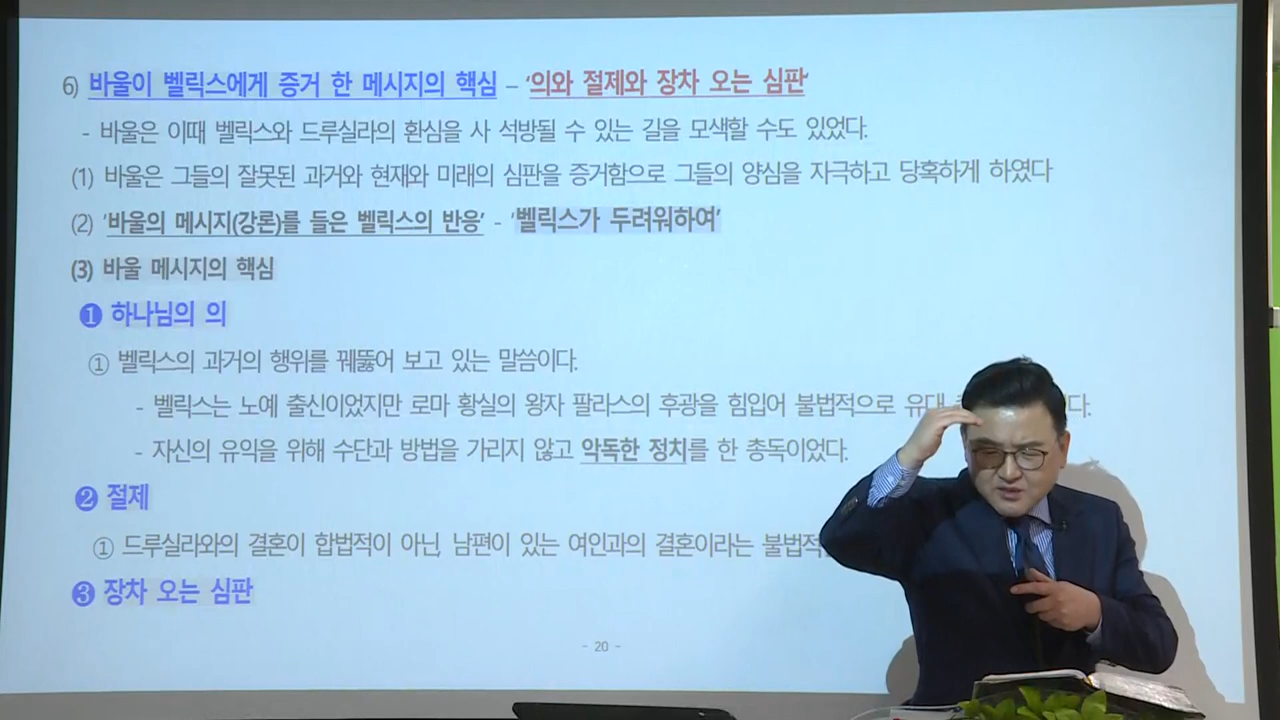 6) 바울이 벨릭스에게 증거 한 메시지의 핵심 – '의와 절제와 장차 오는 심판'
- 바울은 이때 벨릭스와 드루실라의 환심을 사 석방될 수 있는 길을 모색할 수도 있었다.
(1) 바울은 그들의 잘못된 과거와 현재와 미래의 심판을 증거함으로 그들의 양심을 자극하고 당혹하게 하였다
(2) '바울의 메시지(강론)를 들은 벨릭스의 반응' - '벨릭스가 두려워하여'
(3) 바울 메시지의 핵심
❶ 하나님의 의
① 벨릭스의 과거의 행위를 꿰뚫어 보고 있는 말씀이다.
- 벨릭스는 노예 출신이었지만 로마 황실의 왕자 팔라스의 후광을 힘입어 불법적으로 유대
- 자신의 유익을 위해 수단과 방법을 가리지 않고 악독한 정치를 한 총독이었다.
❷ 절제
① 드루실라와의 결혼이 합법적이 아닌, 남편이 있는 여인과의 결혼이라는 불법적
❸ 장차 오는 심판
- 20 -